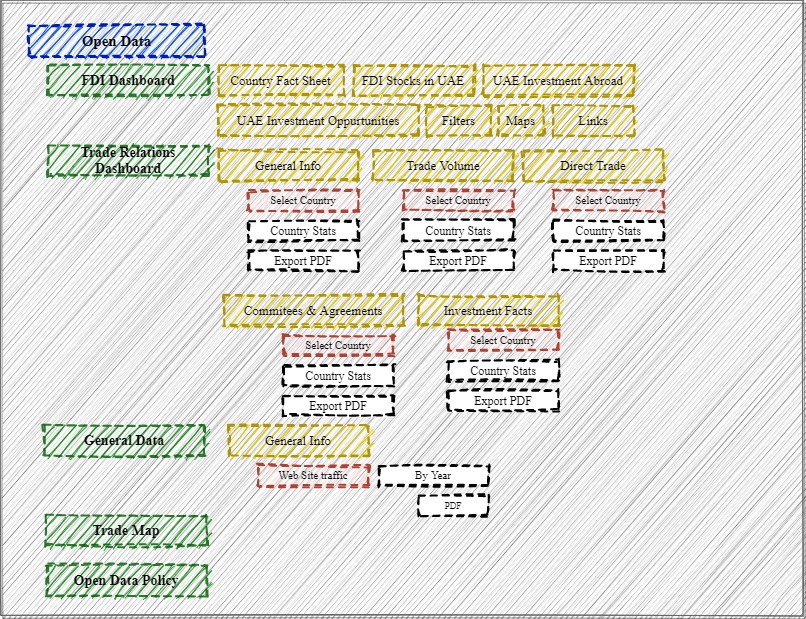 Open Data
FDI Dashboard
Country Fact Sheet
FDI Stocks in UAE
UAE Investment Abroad
UAE Investment Oppurtunities
Filters
Maps
Links
Trade Relations
Dashboard
General Info
Trade Volume
Direct Trade
Select Country
Select Country
Select Country
Country Stats
Country Stats
Country Stats
Export PDF
Export PDF
Export PDF
Commitees & Agreements
Investment Facts
Select Country
Select Country
Country Stats
Country Stats
Export PDF
Export PDF
General Data
General Info
Web Site traffic
By Year
PDF
Trade Map
Open Data Policy